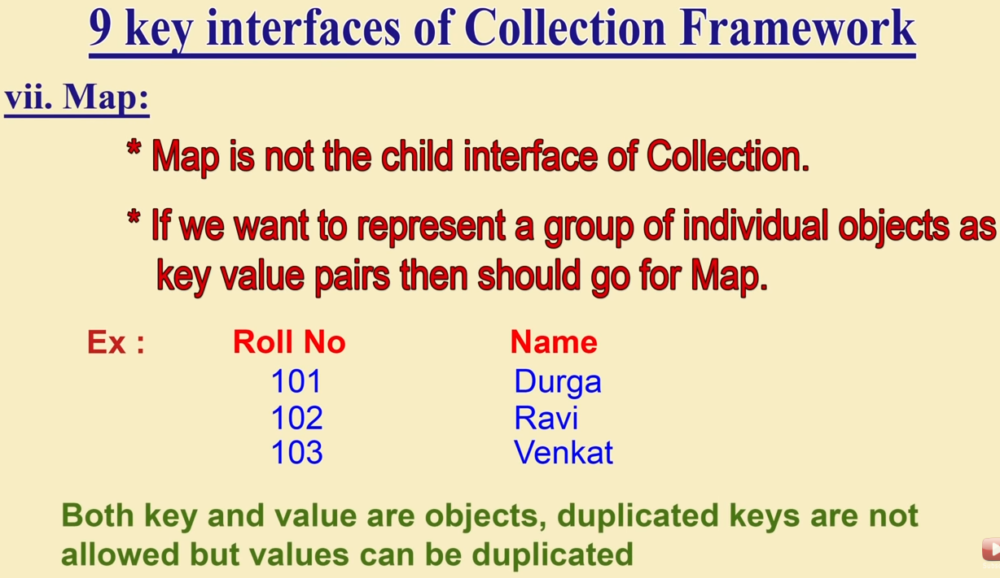 9 key interfaces of Collection Framework
vii. Map:
* Map is not the child interface of Collection.
* If we want to represent a group of individual objects as
key value pairs then should go for Map.
Ex : Roll No Name
101 Durga
102 Ravi
103 Venkat
Both key and value are objects, duplicated keys are not
allowed but values can be duplicated